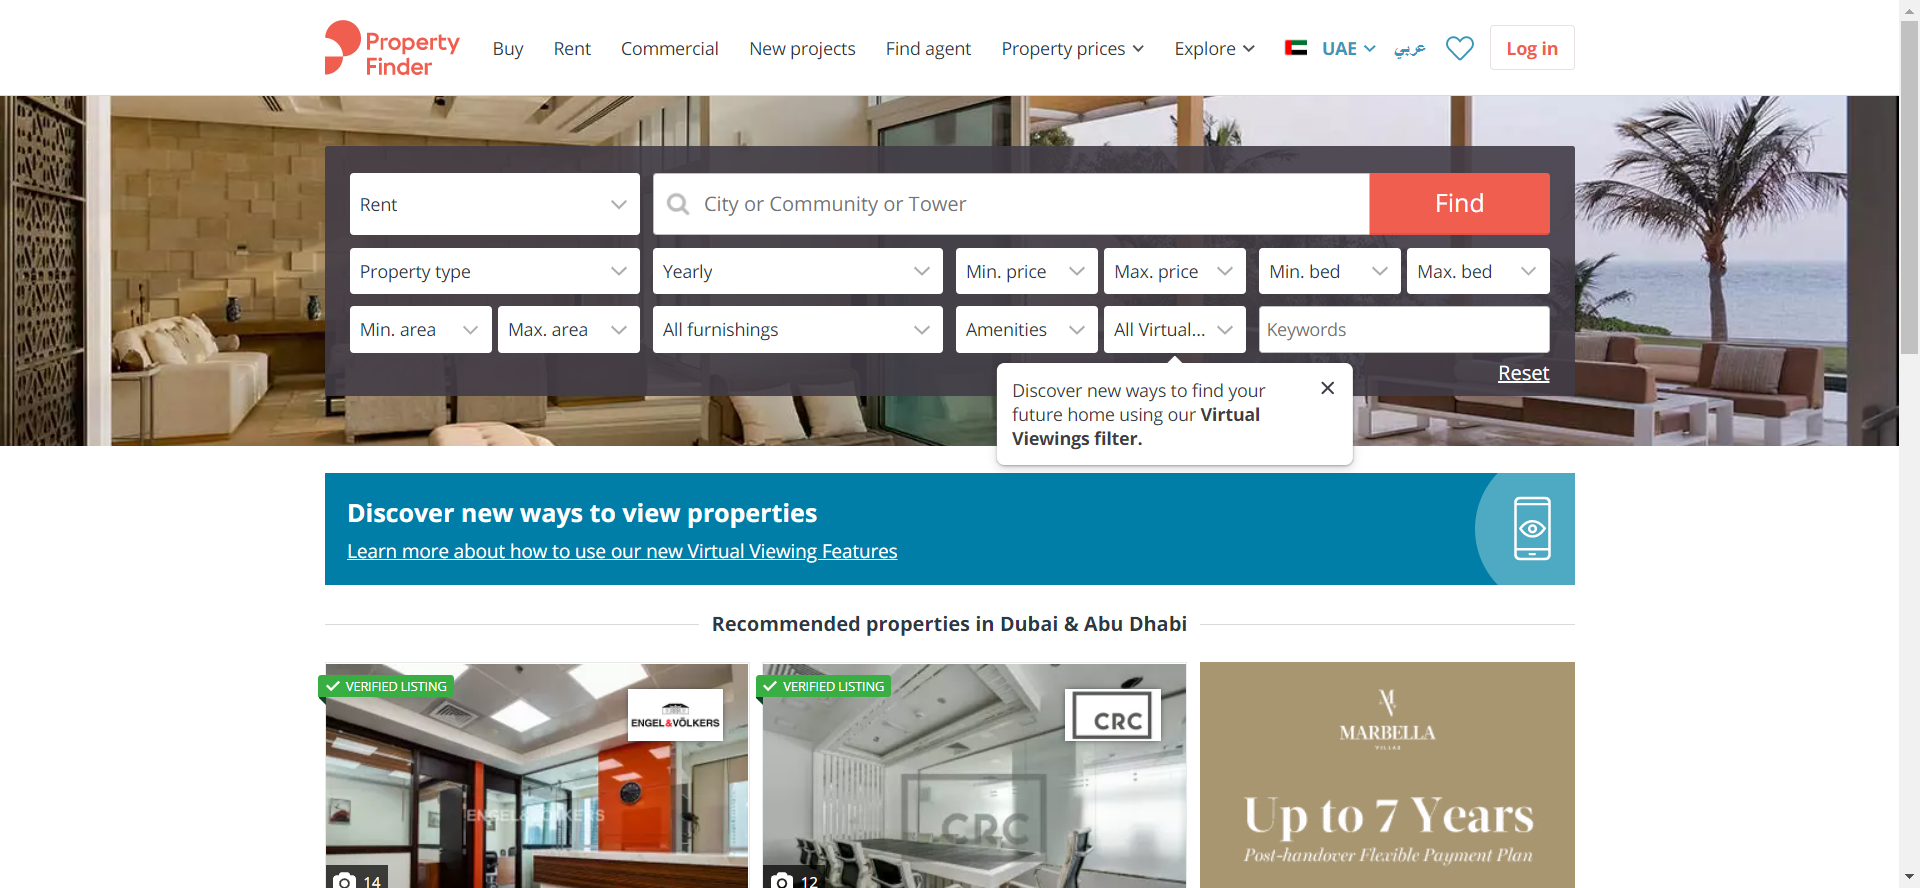 Property
Finder
Buy
Rent
Commercial
New projects
Find agent
Property prices
Explore
UAE
عربي
Log in
Rent
City or Community or Tower
Find
Property type
Yearly
Min. price
Max. price
Min. bed
Max. bed
Min. area
Max. area
All furnishings
Amenities
All Virtual...
Keywords
Reset
Discover new ways to find your
future home using our Virtual
Viewings filter.
Discover new ways to view properties
Learn more about how to use our new Virtual Viewing Features
Recommended properties in Dubai & Abu Dhabi
VERIFIED LISTING
ENGEL&VÖLKERS
ENGEL&VÖLKERS
14
VERIFIED LISTING
CRC
CRC
12
MARBELLA
VILLAS
Up to 7 Years
Post-handover Flexible Payment Plan